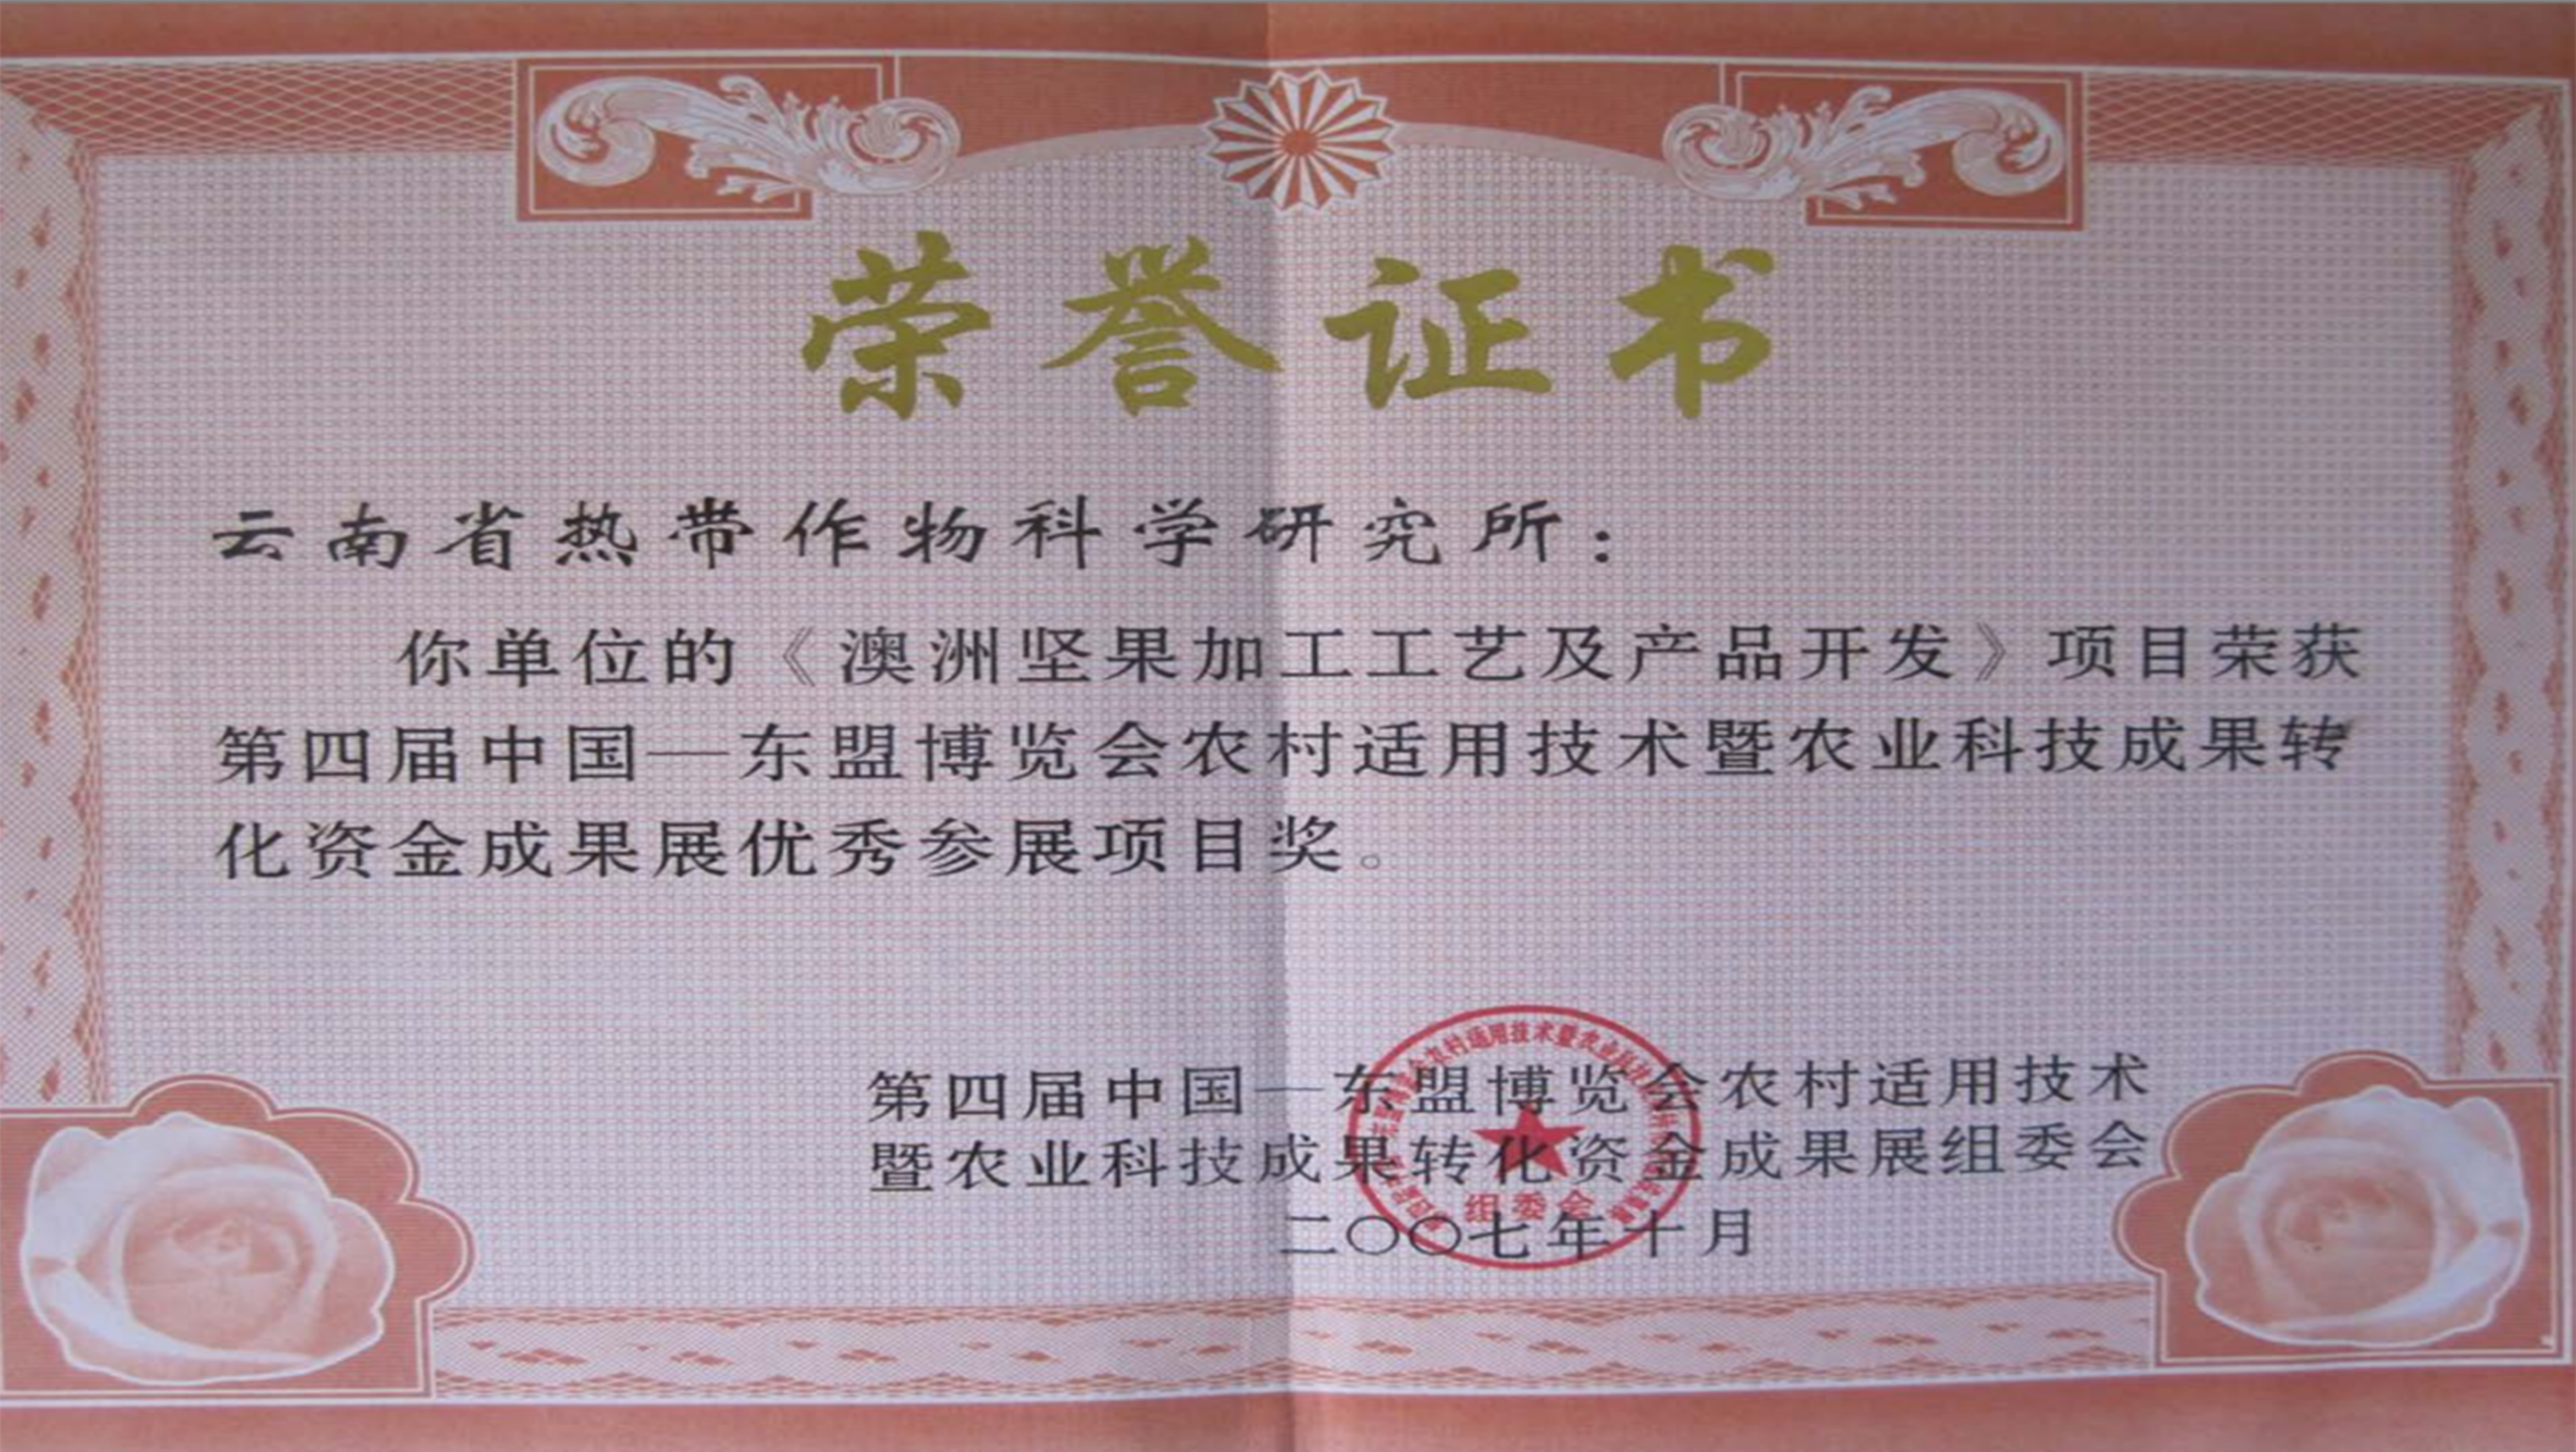 荣誉证书
云南省热带作物科学研究所：
你单位的《澳洲坚果加工工艺及产品开发》项目荣获
第四届中国—东盟博览会农村适用技术暨农业科技成果转
化资金成果展优秀参展项目奖。
第四届中国—东盟博览会农村适用技术
暨农业科技成果转化资金成果展组委会
组委会
二〇〇七年十月